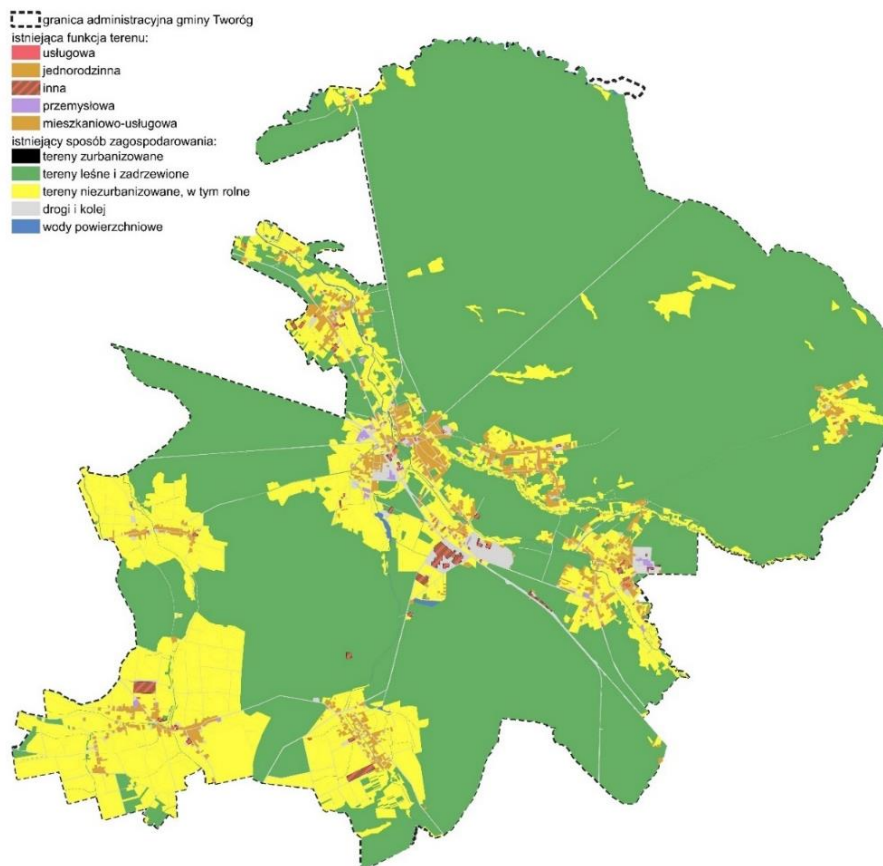 granica administracyjna gminy Tworóg
istniejąca funkcja terenu:
usługowa
jednorodzinna
inna
przemysłowa
mieszkaniowo-usługowa
istniejący sposób zagospodarowania:
tereny zurbanizowane
tereny leśne i zadrzewione
tereny niezurbanizowane, w tym rolne
drogi i kolej
wody powierzchniowe